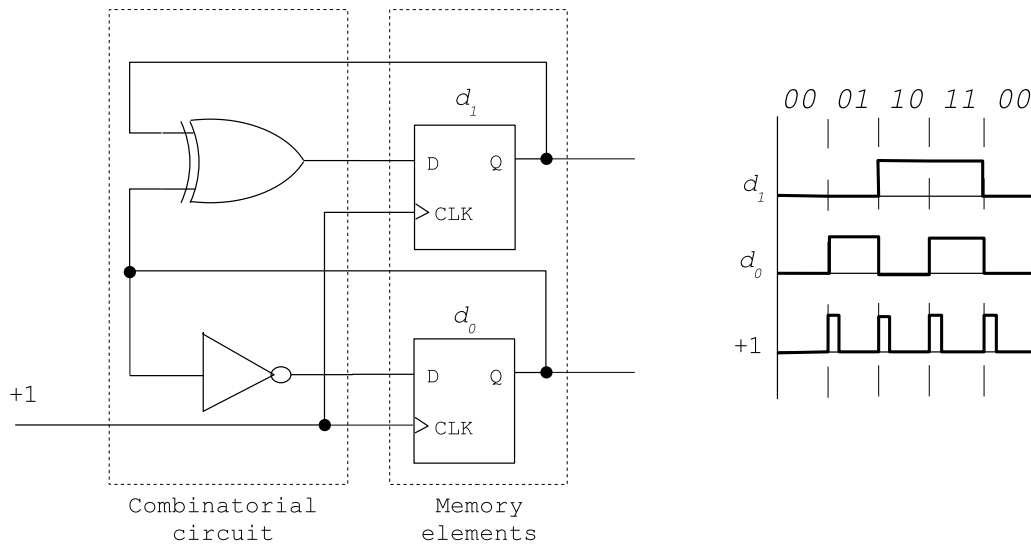 d1
D Q
CLK
d0
D Q
CLK
+1
Combinatorial
circuit
Memory
elements
00 01 10 11 00
d1
d0
+1